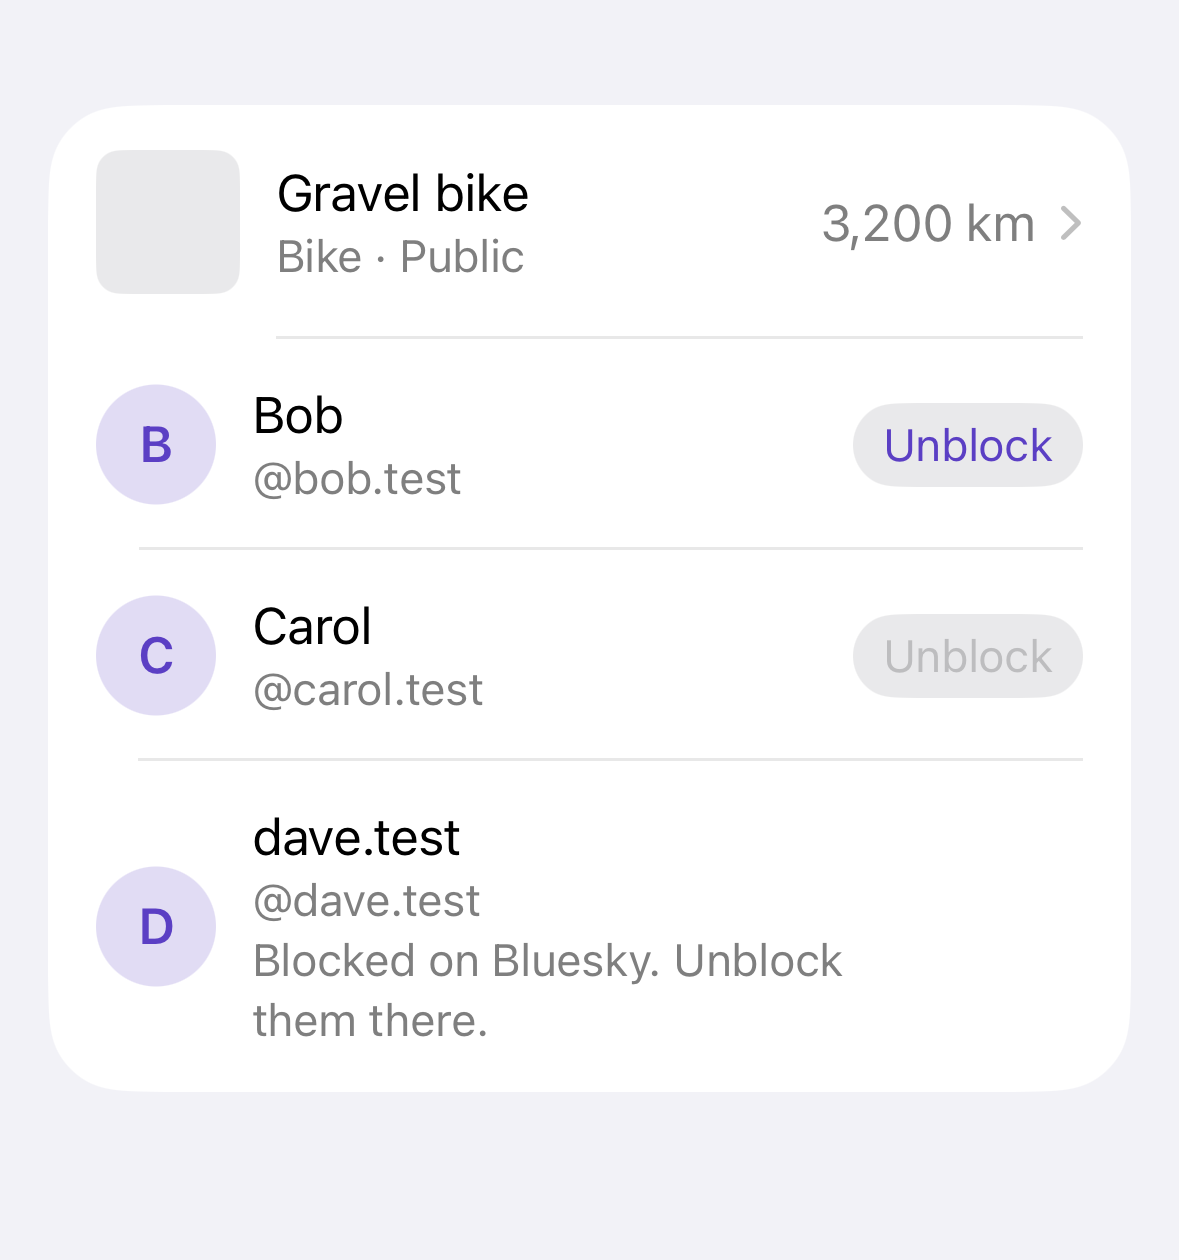 Gravel bike
3,200 km
Bike · Public
B
Bob
@bob.test
Unblock
C
Carol
@carol.test
Unblock
D
dave.test
@dave.test
Blocked on Bluesky. Unblock
them there.